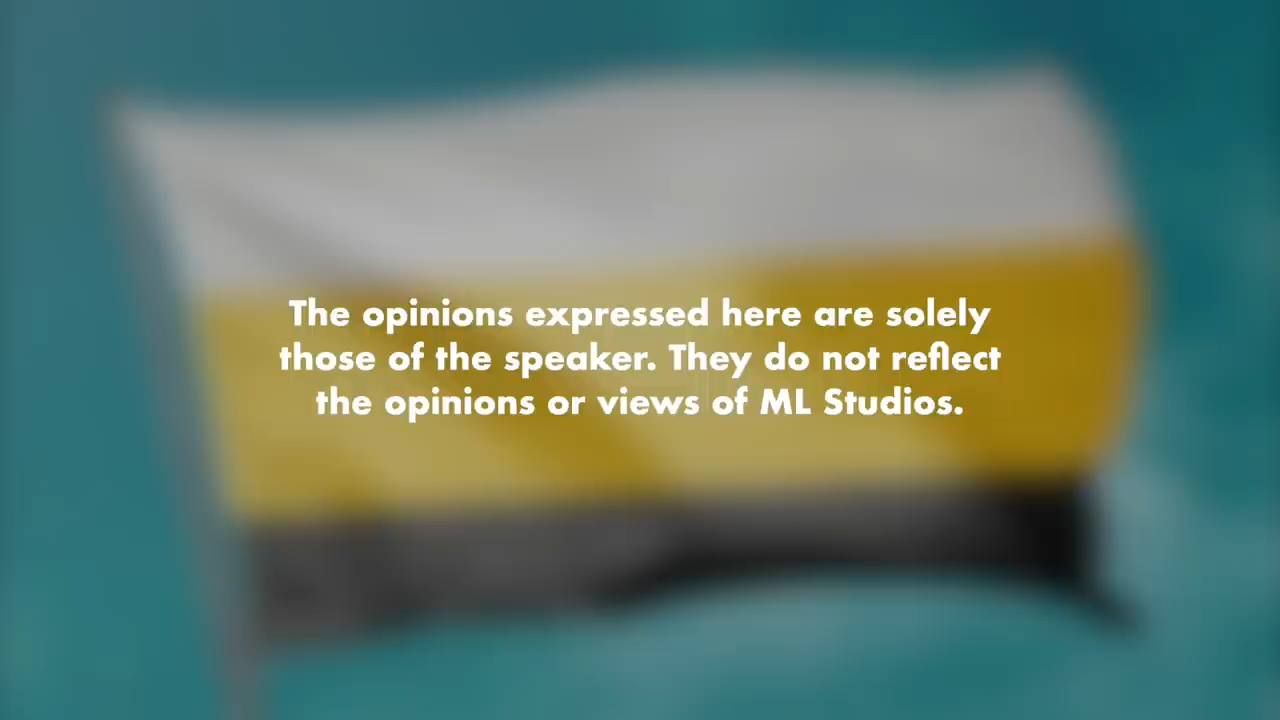 The opinions expressed here are solely
those of the speaker. They do not reflect
the opinions or views of ML Studios.